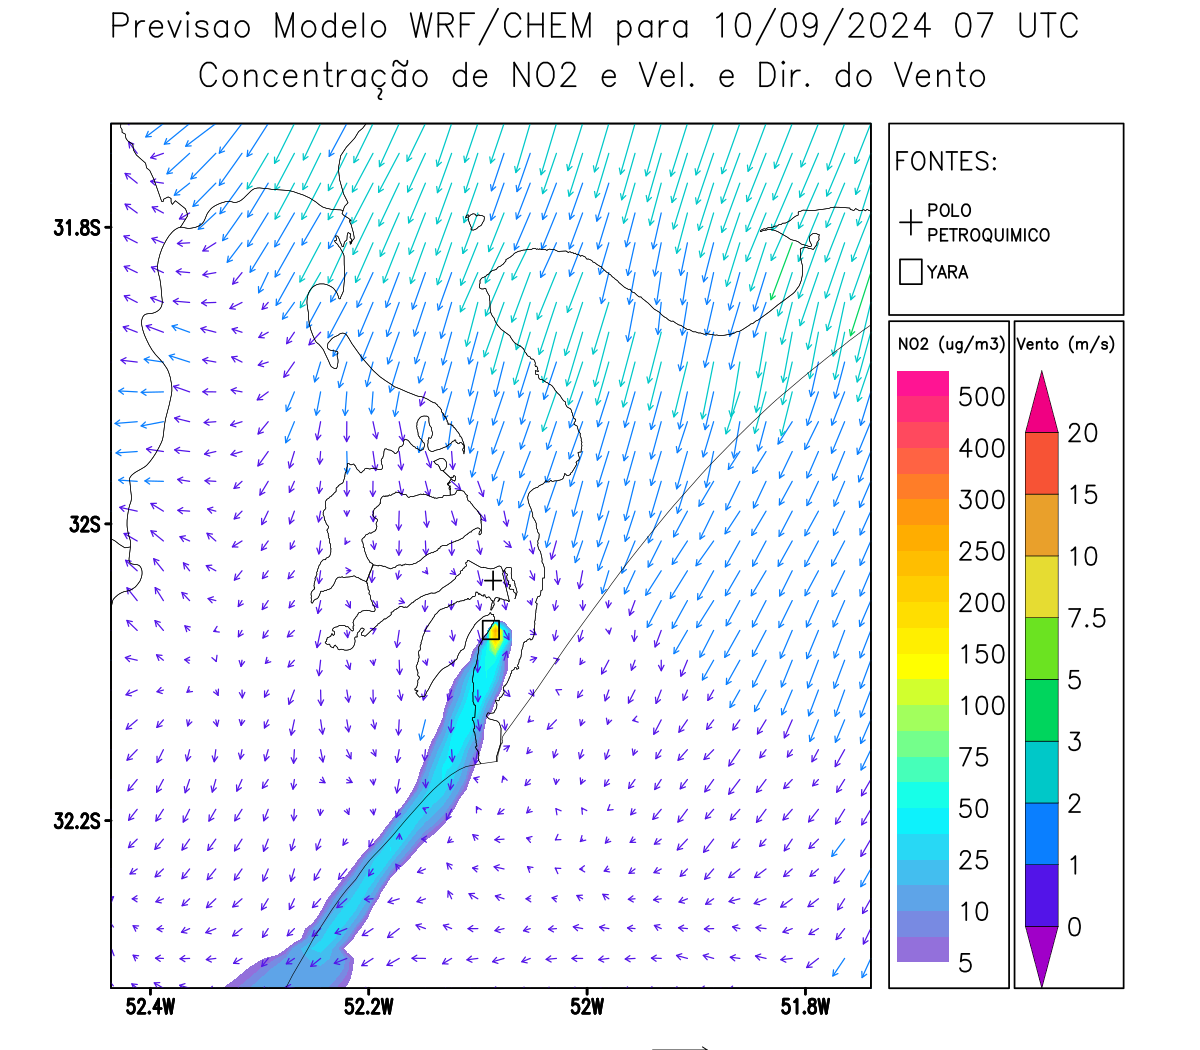 Previsao Modelo WRF/CHEM para 10/09/2024 07 UTC
Concentração de NO2 e Vel. e Dir. do Vento
FONTES:
POLO
PETROQUIMICO
YARA
31.8S
32S
32.2S
52.4W
52.2W
52W
51.8W
NO2 (ug/m3)
500
400
300
250
200
150
100
75
50
25
10
5
Vento (m/s)
20
15
10
7.5
5
3
2
1
0